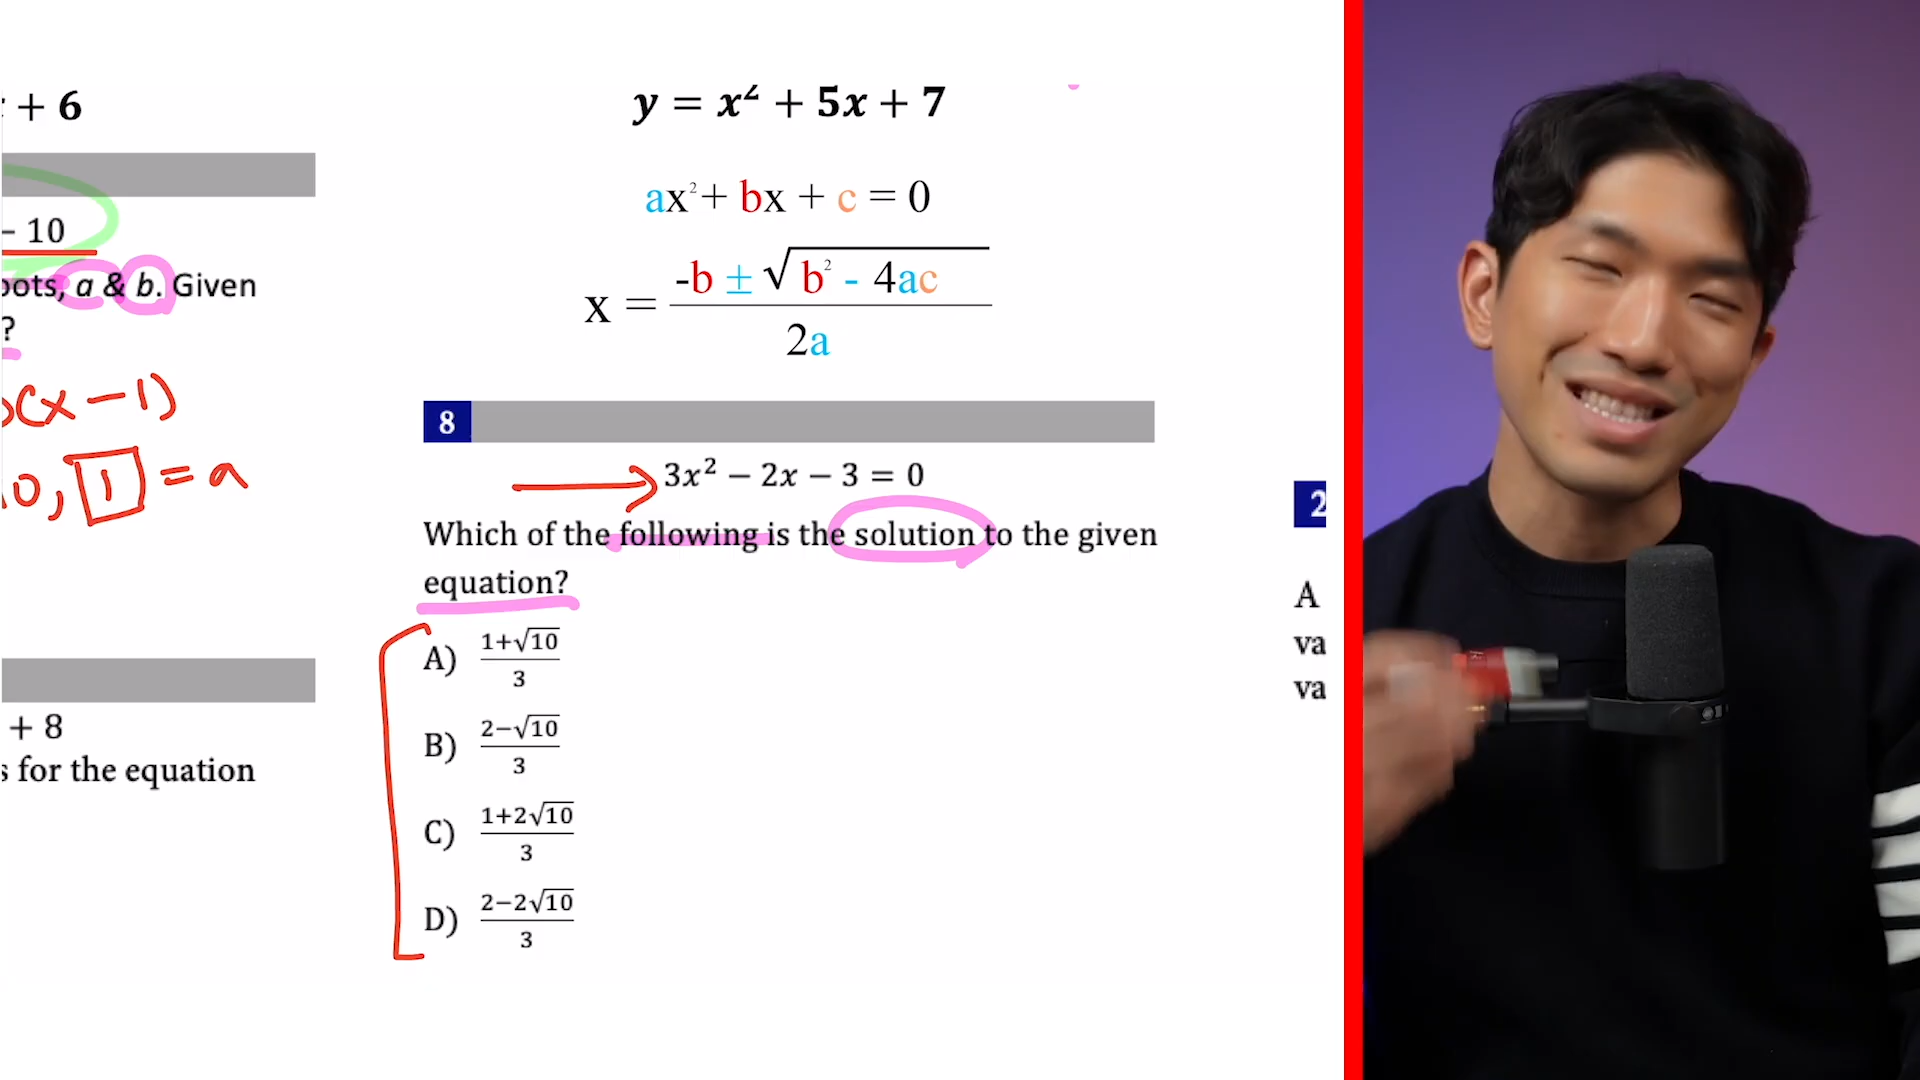 + 6
– 10
oots, a & b. Given
?
(x – 1)
10, 1 = a
+ 8
s for the equation
y = x² + 5x + 7
ax² + bx + c = 0
x = -b ± √b² - 4ac
2a
8
3x² – 2x – 3 = 0
Which of the following is the solution to the given
equation?
A) 1+√10
3
B) 2–√10
3
C) 1+2√10
3
D) 2–2√10
3
2
A
va
va